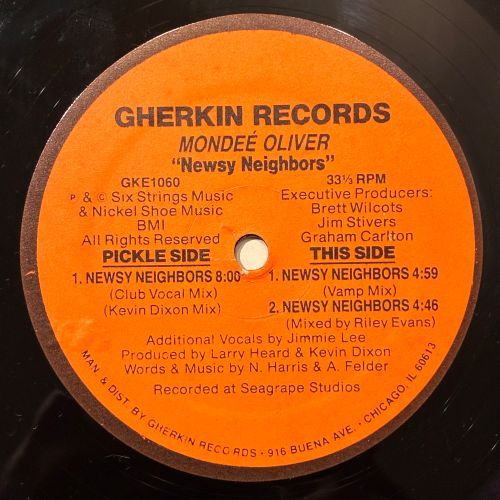 GHERKIN RECORDS
MONDEÉ OLIVER
"Newsy Neighbors"
GKE1060
℗ & © Six Strings Music
& Nickel Shoe Music
BMI
All Rights Reserved
33⅓ RPM
Executive Producers:
Brett Wilcots
Jim Stivers
Graham Carlton
PICKLE SIDE
1. NEWSY NEIGHBORS 8:00
(Club Vocal Mix)
(Kevin Dixon Mix)
THIS SIDE
1. NEWSY NEIGHBORS 4:59
(Vamp Mix)
2. NEWSY NEIGHBORS 4:46
(Mixed by Riley Evans)
Additional Vocals by Jimmie Lee
Produced by Larry Heard & Kevin Dixon
Words & Music by N. Harris & A. Felder
Recorded at Seagrape Studios
MAN. & DIST. BY GHERKIN RECORDS • 916 BUENA AVE. • CHICAGO, IL 60613